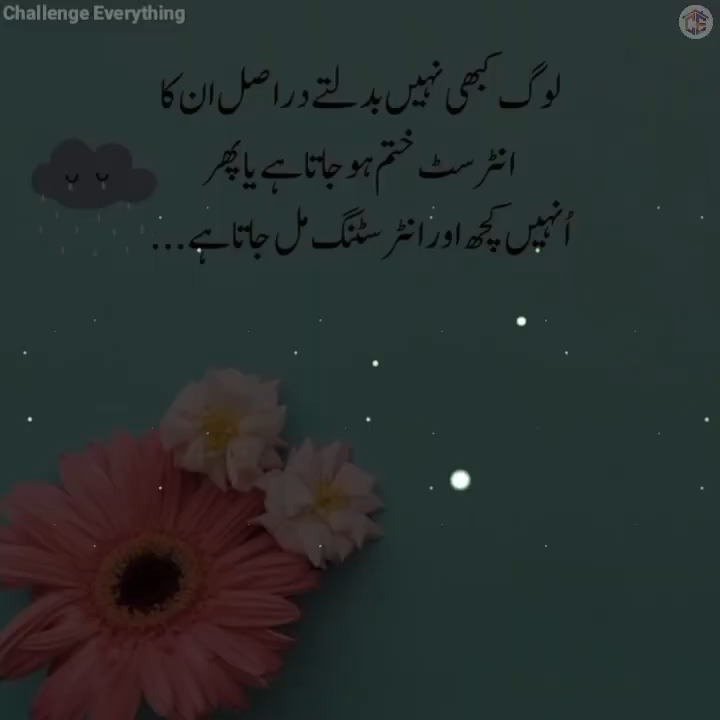 Challenge Everything
لوگ کبھی نہیں بدلتے دراصل ان کا
انٹرسٹ ختم ہو جاتا ہے یا پھر
اُنہیں کچھ اور انٹرسٹنگ مل جاتا ہے...